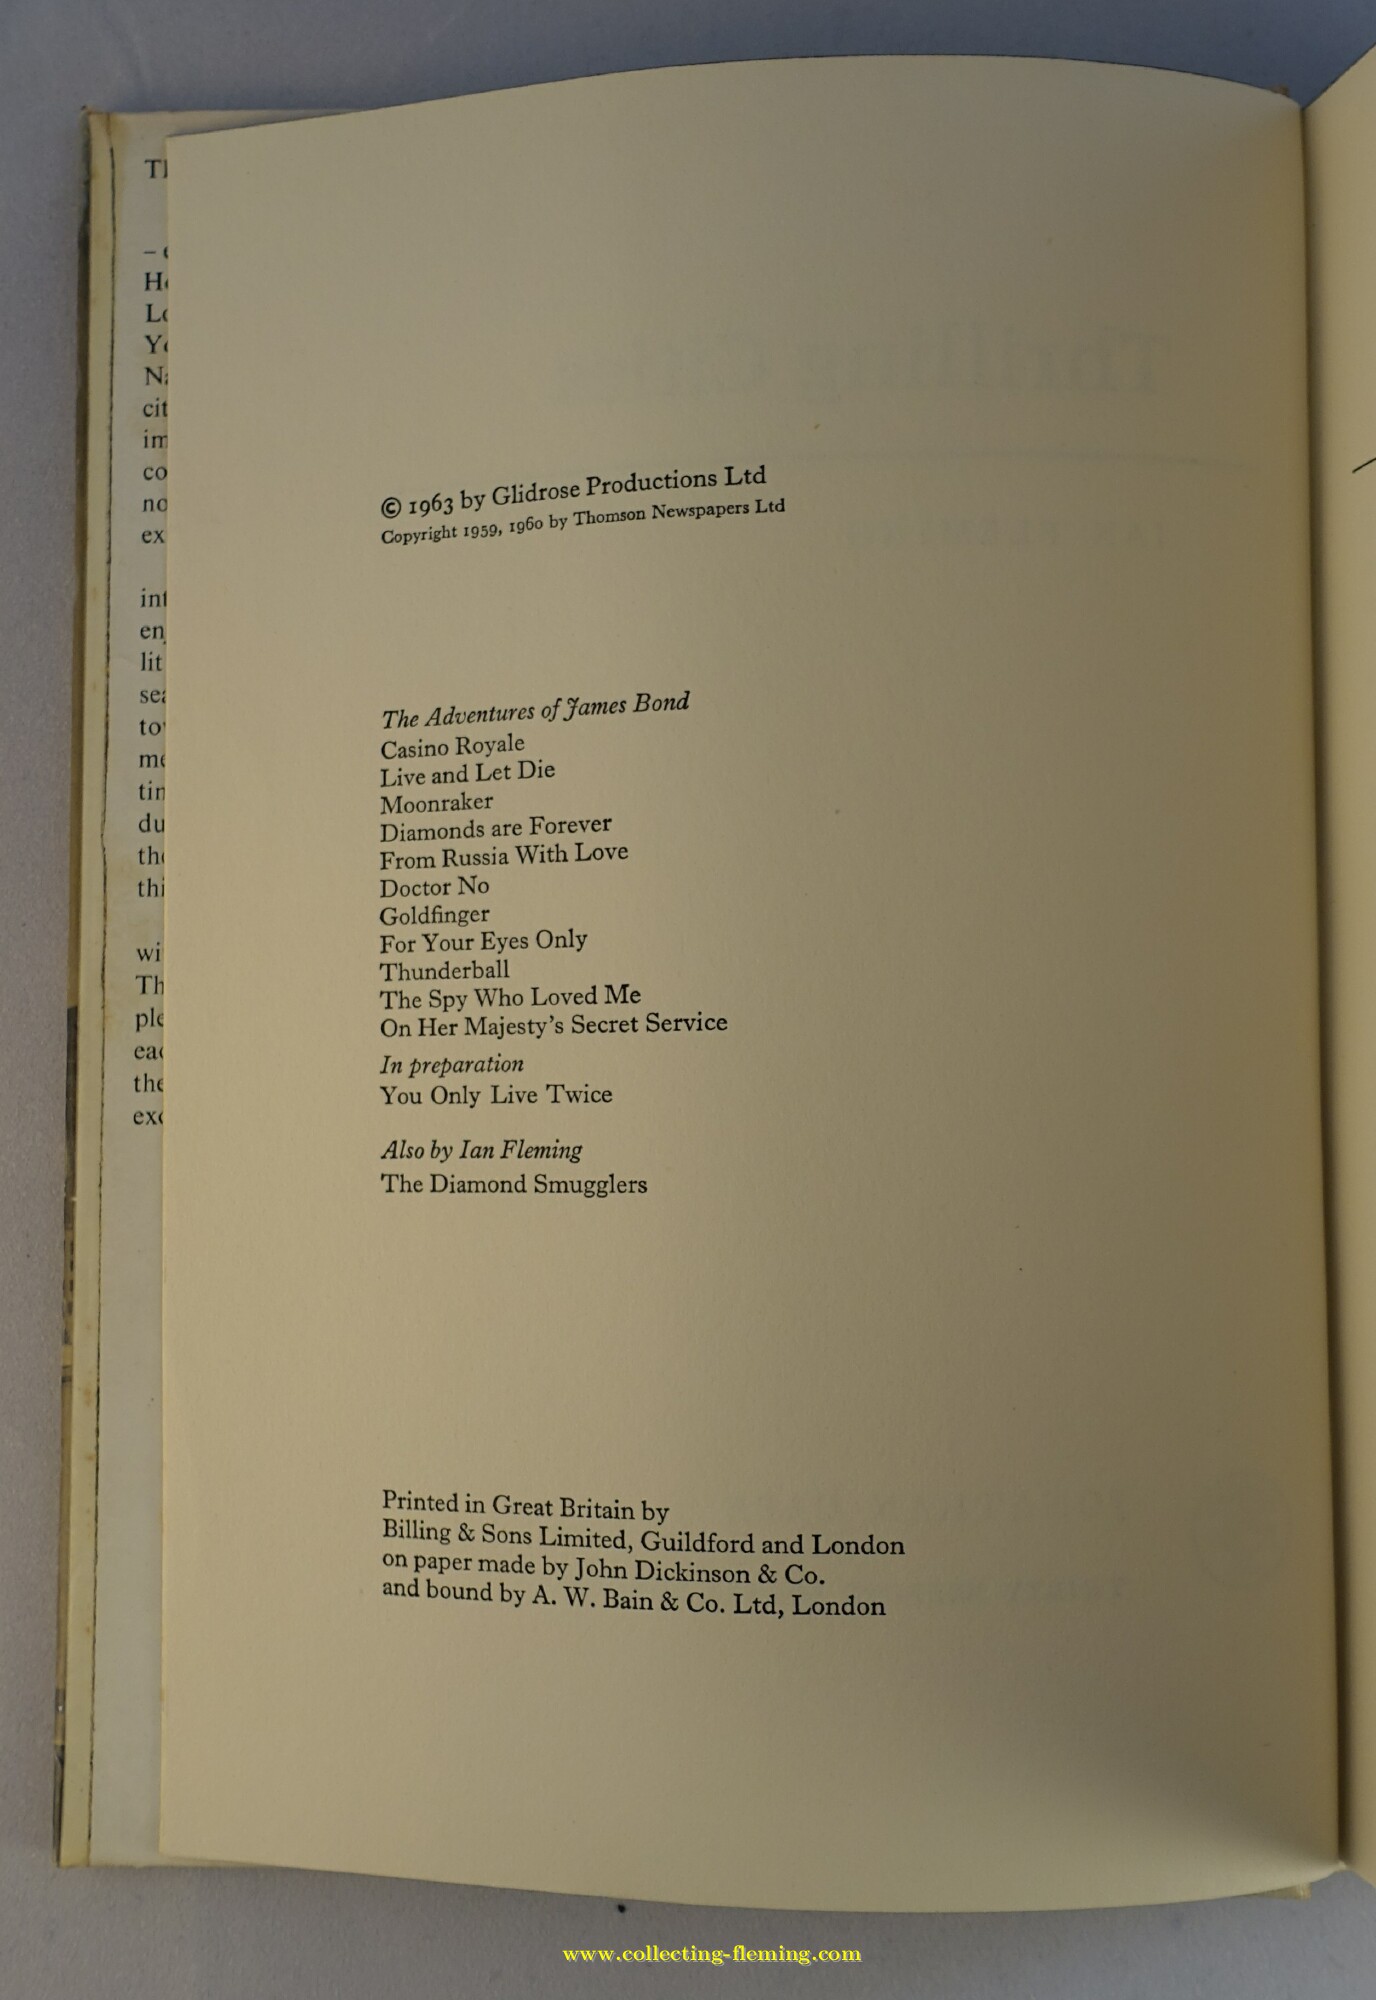 © 1963 by Glidrose Productions Ltd
Copyright 1959, 1960 by Thomson Newspapers Ltd
The Adventures of James Bond
Casino Royale
Live and Let Die
Moonraker
Diamonds are Forever
From Russia With Love
Doctor No
Goldfinger
For Your Eyes Only
Thunderball
The Spy Who Loved Me
On Her Majesty's Secret Service
In preparation
You Only Live Twice
Also by Ian Fleming
The Diamond Smugglers
Printed in Great Britain by
Billing & Sons Limited, Guildford and London
on paper made by John Dickinson & Co.
and bound by A. W. Bain & Co. Ltd, London
www.collecting-fleming.com